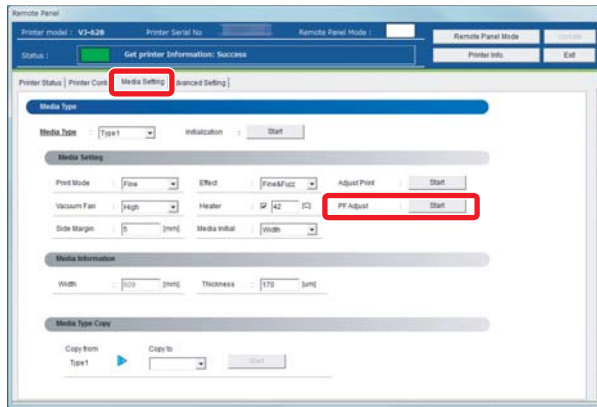 Remote Panel
Printer model : VJ-628 Printer Serial No Remote Panel Mode : Remote Panel Mode Update
Status : Get printer Information: Success Printer Info. Exit
Printer Status Printer Cont Media Setting dvanced Setting
Media Type
Media Type : Type1 Initialization : Start
Media Setting
Print Mode : Fine Effect : Fine&Fuzz Adjust Print : Start
Vacuum Fan : High Heater : 42 [C] PF Adjust : Start
Side Margin : 5 [mm] Media Initial : Width
Media Information
Width : 609 [mm] Thickness : 170 [um]
Media Type Copy
Copy from Copy to
Type1 Start